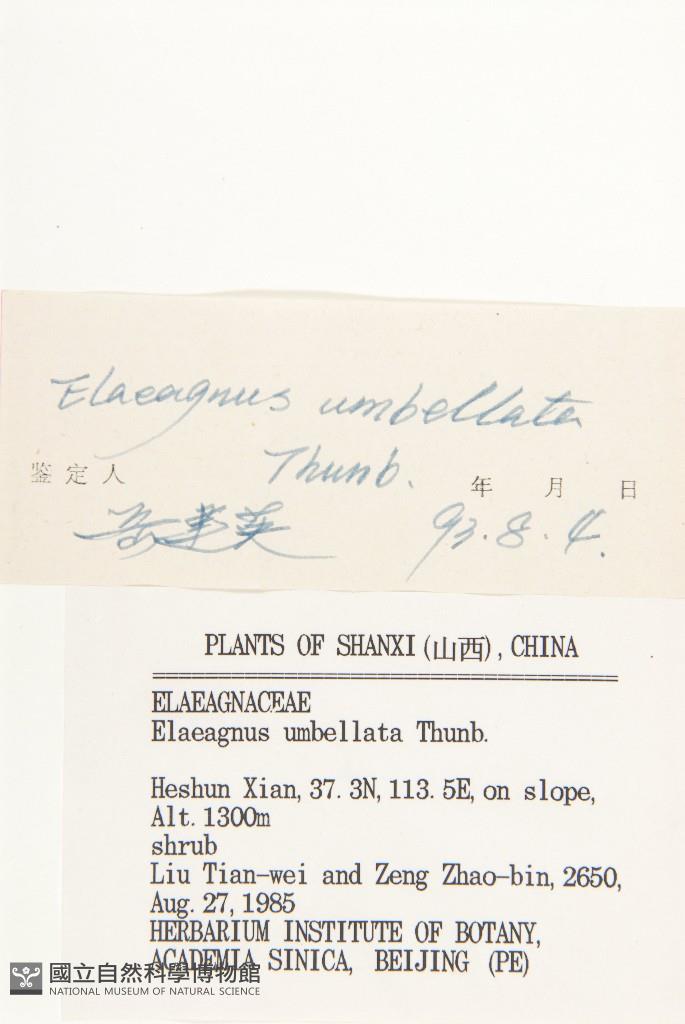 Elaeagnus umbellata
Thunb.
鉴定人 年 月 日
93.8.4.
PLANTS OF SHANXI(山西), CHINA
ELAEAGNACEAE
Elaeagnus umbellata Thunb.
Heshun Xian, 37.3N, 113.5E, on slope,
Alt. 1300m
shrub
Liu Tian-wei and Zeng Zhao-bin, 2650,
Aug. 27, 1985
HERBARIUM INSTITUTE OF BOTANY,
ACADEMIA SINICA, BEIJING (PE)
國立自然科學博物館
NATIONAL MUSEUM OF NATURAL SCIENCE